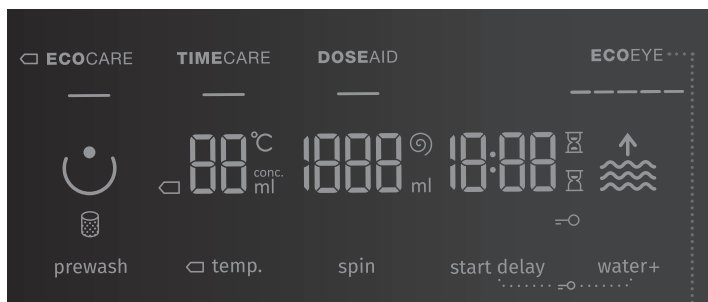 ECOCARE TIMECARE DOSEAID ECOEYE
88 °C conc. ml 1888 ml 18:88
prewash temp. spin start delay water+